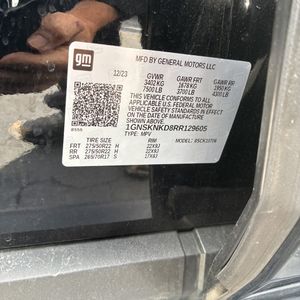 gm
MFD BY GENERAL MOTORS LLC
12/23 GVWR GAWR FRT GAWR RR
3402 KG 1678 KG 1950 KG
7500 LB 3700 LB 4300 LB
THIS VEHICLE CONFORMS TO ALL
APPLICABLE U.S. FEDERAL MOTOR
VEHICLE SAFETY STANDARDS IN
EFFECT ON THE DATE OF MANUFACTURE
SHOWN ABOVE.
1GNSKNKD8RR129605
TYPE: MPV
TIRE SIZE RIM MODEL:
FRT 275/50R22 H 22X9J
RR 275/50R22 H 22X9J
SPA 265/70R17 S 17X8J